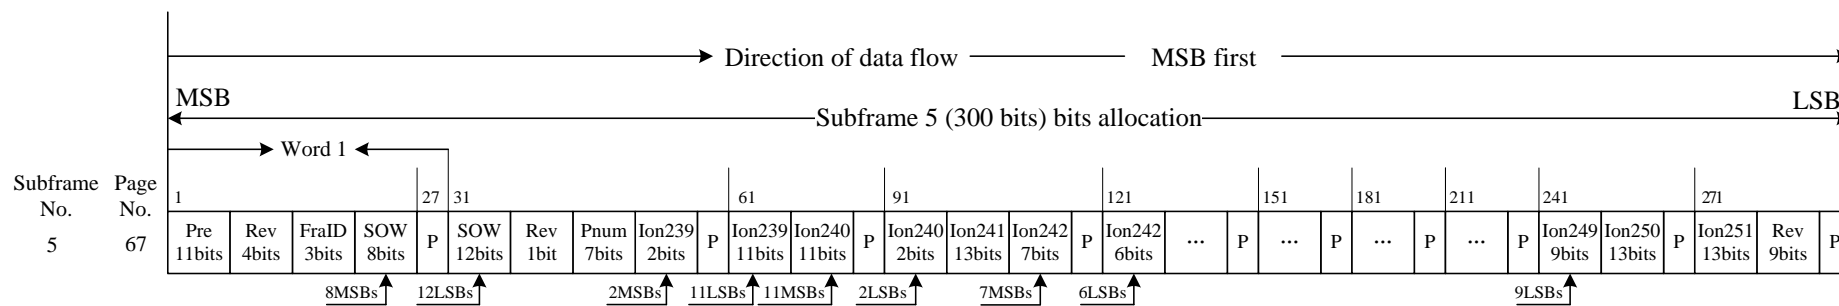 Direction of data flow MSB first
MSB LSB
Subframe 5 (300 bits) bits allocation
Word 1
Subframe No. Page No.
1 27 31 61 91 121 151 181 211 241 271
5 67
Pre 11bits
Rev 4bits
FraID 3bits
SOW 8bits
P
SOW 12bits
Rev 1bit
Pnum 7bits
Ion239 2bits
P
Ion239 11bits
Ion240 11bits
P
Ion240 2bits
Ion241 13bits
Ion242 7bits
P
Ion242 6bits
...
P
...
P
...
P
...
P
Ion249 9bits
Ion250 13bits
P
Ion251 13bits
Rev 9bits
P
8MSBs 12LSBs 2MSBs 11LSBs 11MSBs 2LSBs 7MSBs 6LSBs 9LSBs